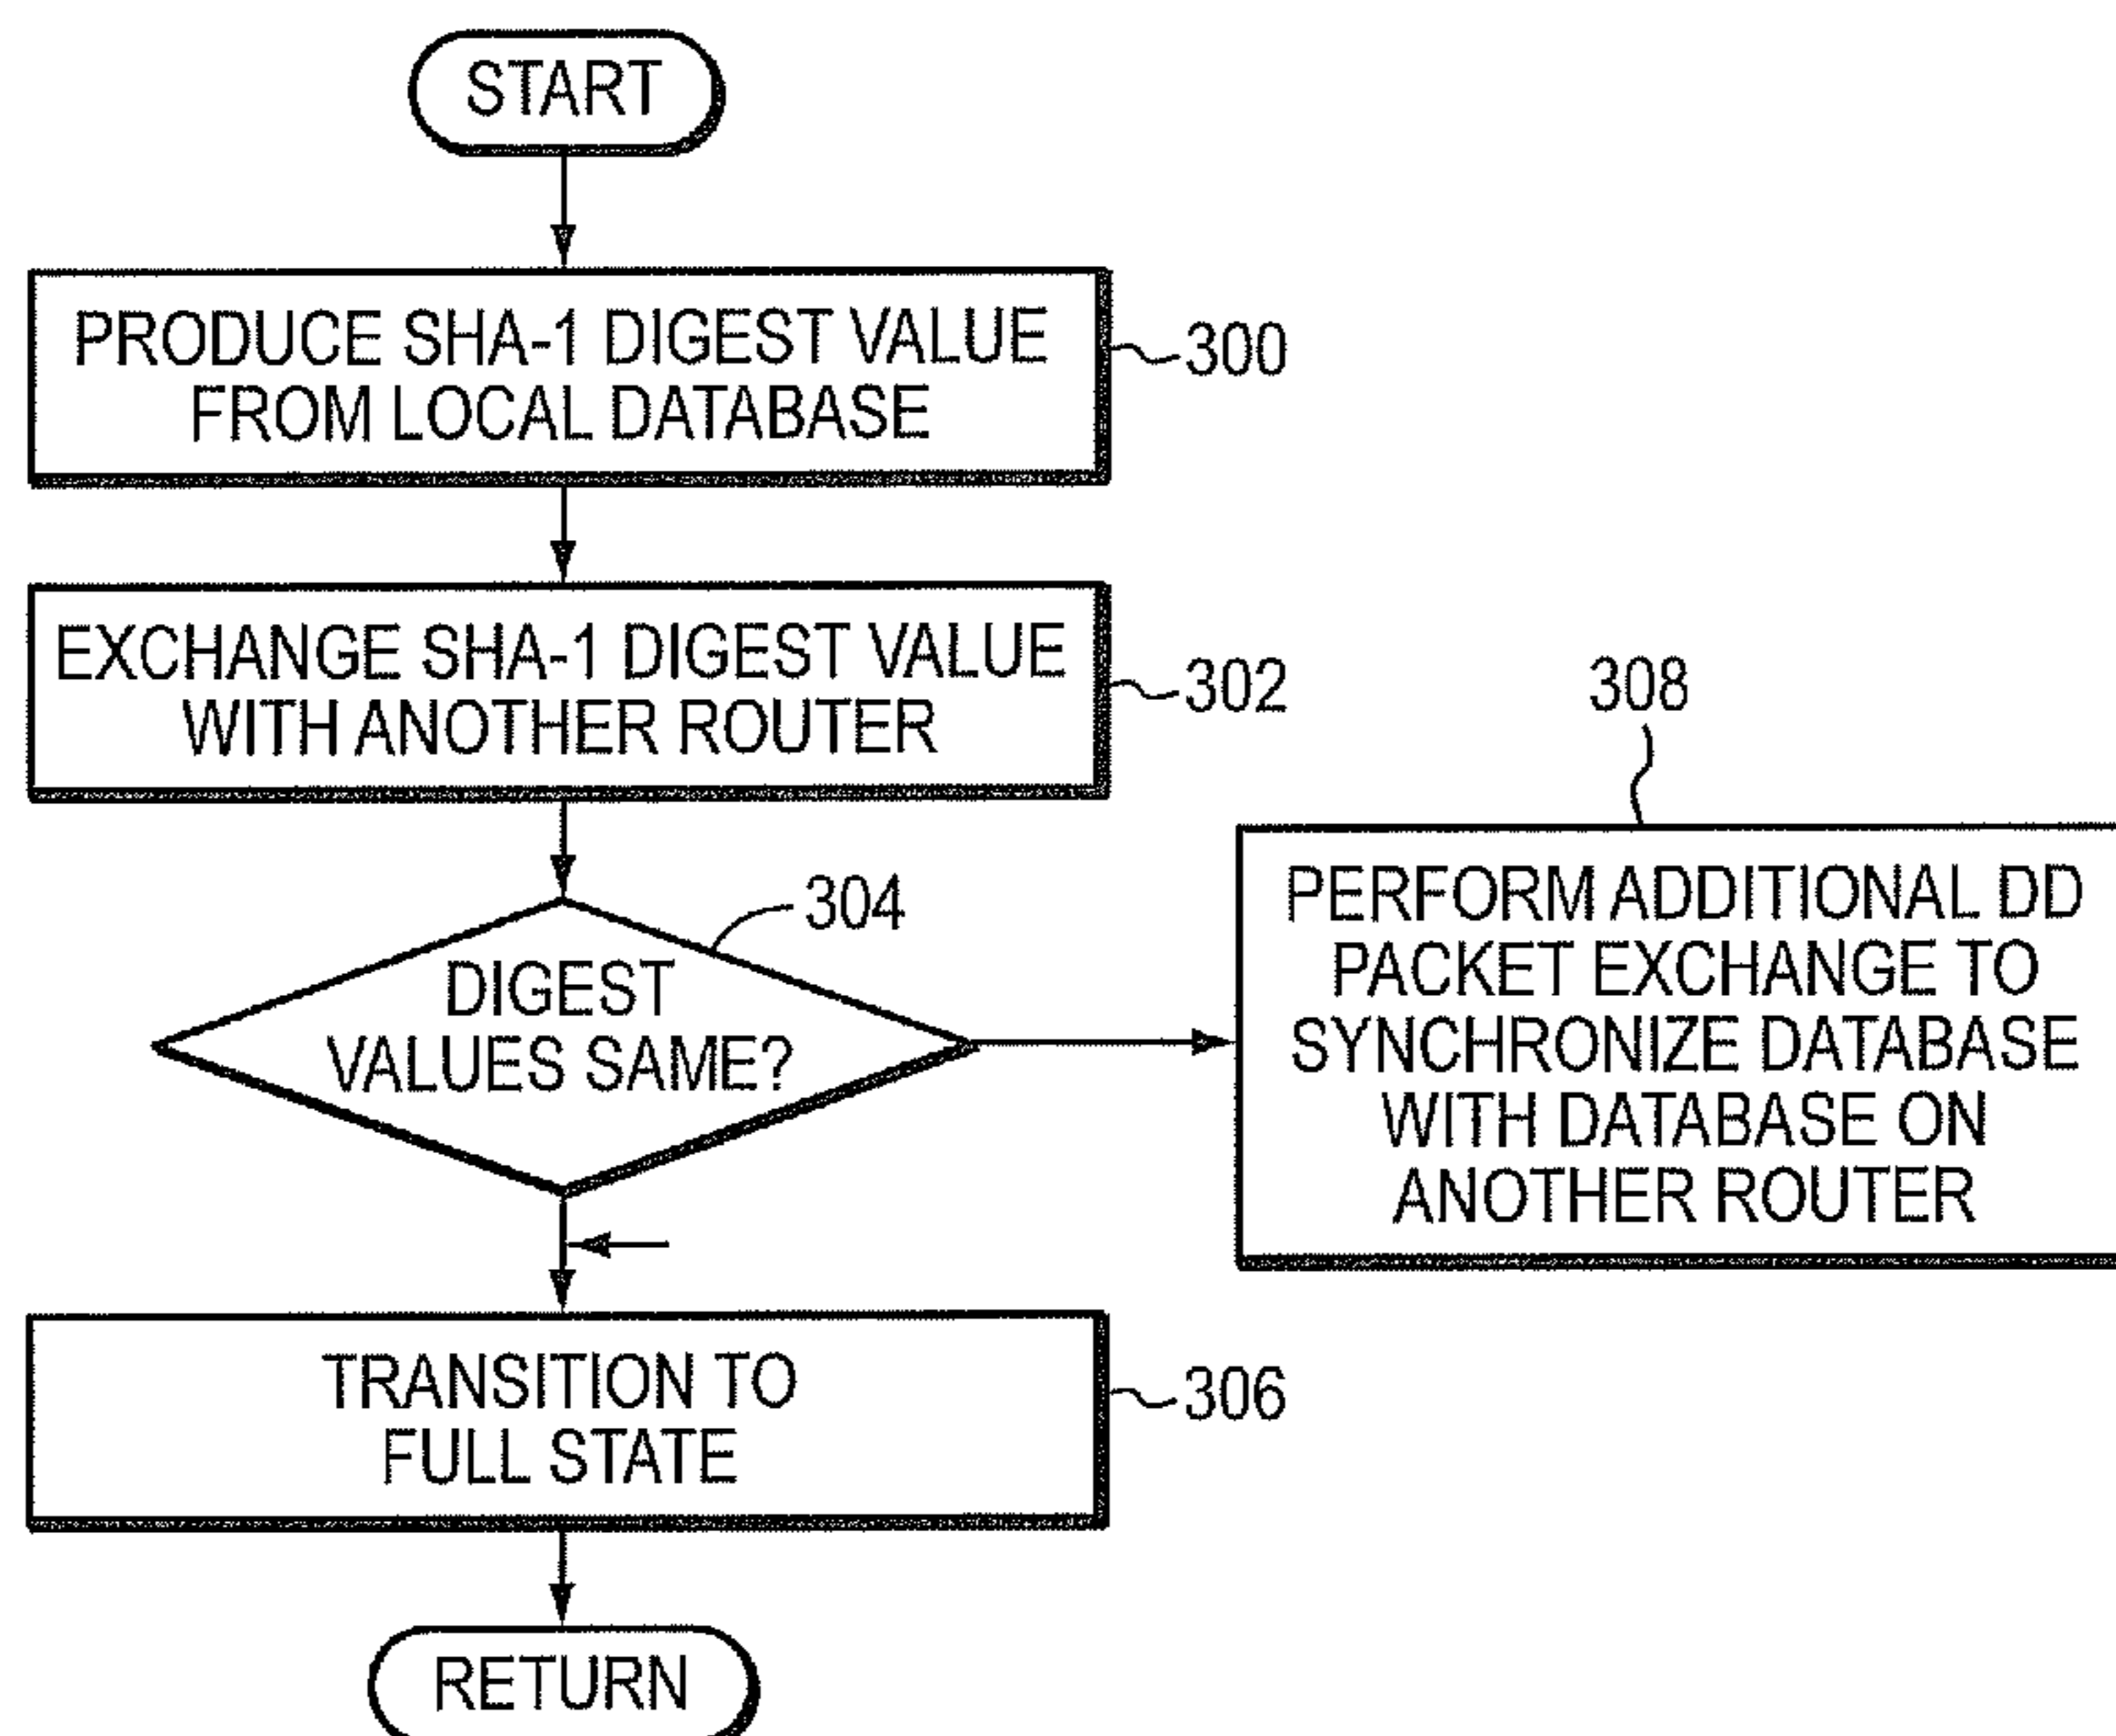 START
PRODUCE SHA-1 DIGEST VALUE
FROM LOCAL DATABASE
300
EXCHANGE SHA-1 DIGEST VALUE
WITH ANOTHER ROUTER
302
304
DIGEST
VALUES SAME?
308
PERFORM ADDITIONAL DD
PACKET EXCHANGE TO
SYNCHRONIZE DATABASE
WITH DATABASE ON
ANOTHER ROUTER
TRANSITION TO
FULL STATE
306
RETURN